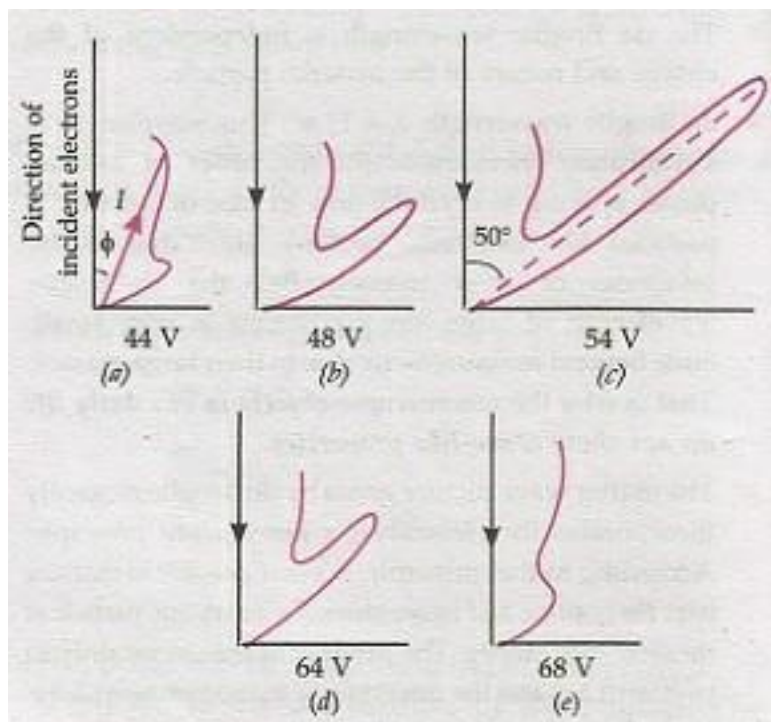 Direction of
incident electrons
I
ϕ
50°
44 V
48 V
54 V
(a)
(b)
(c)
64 V
68 V
(d)
(e)